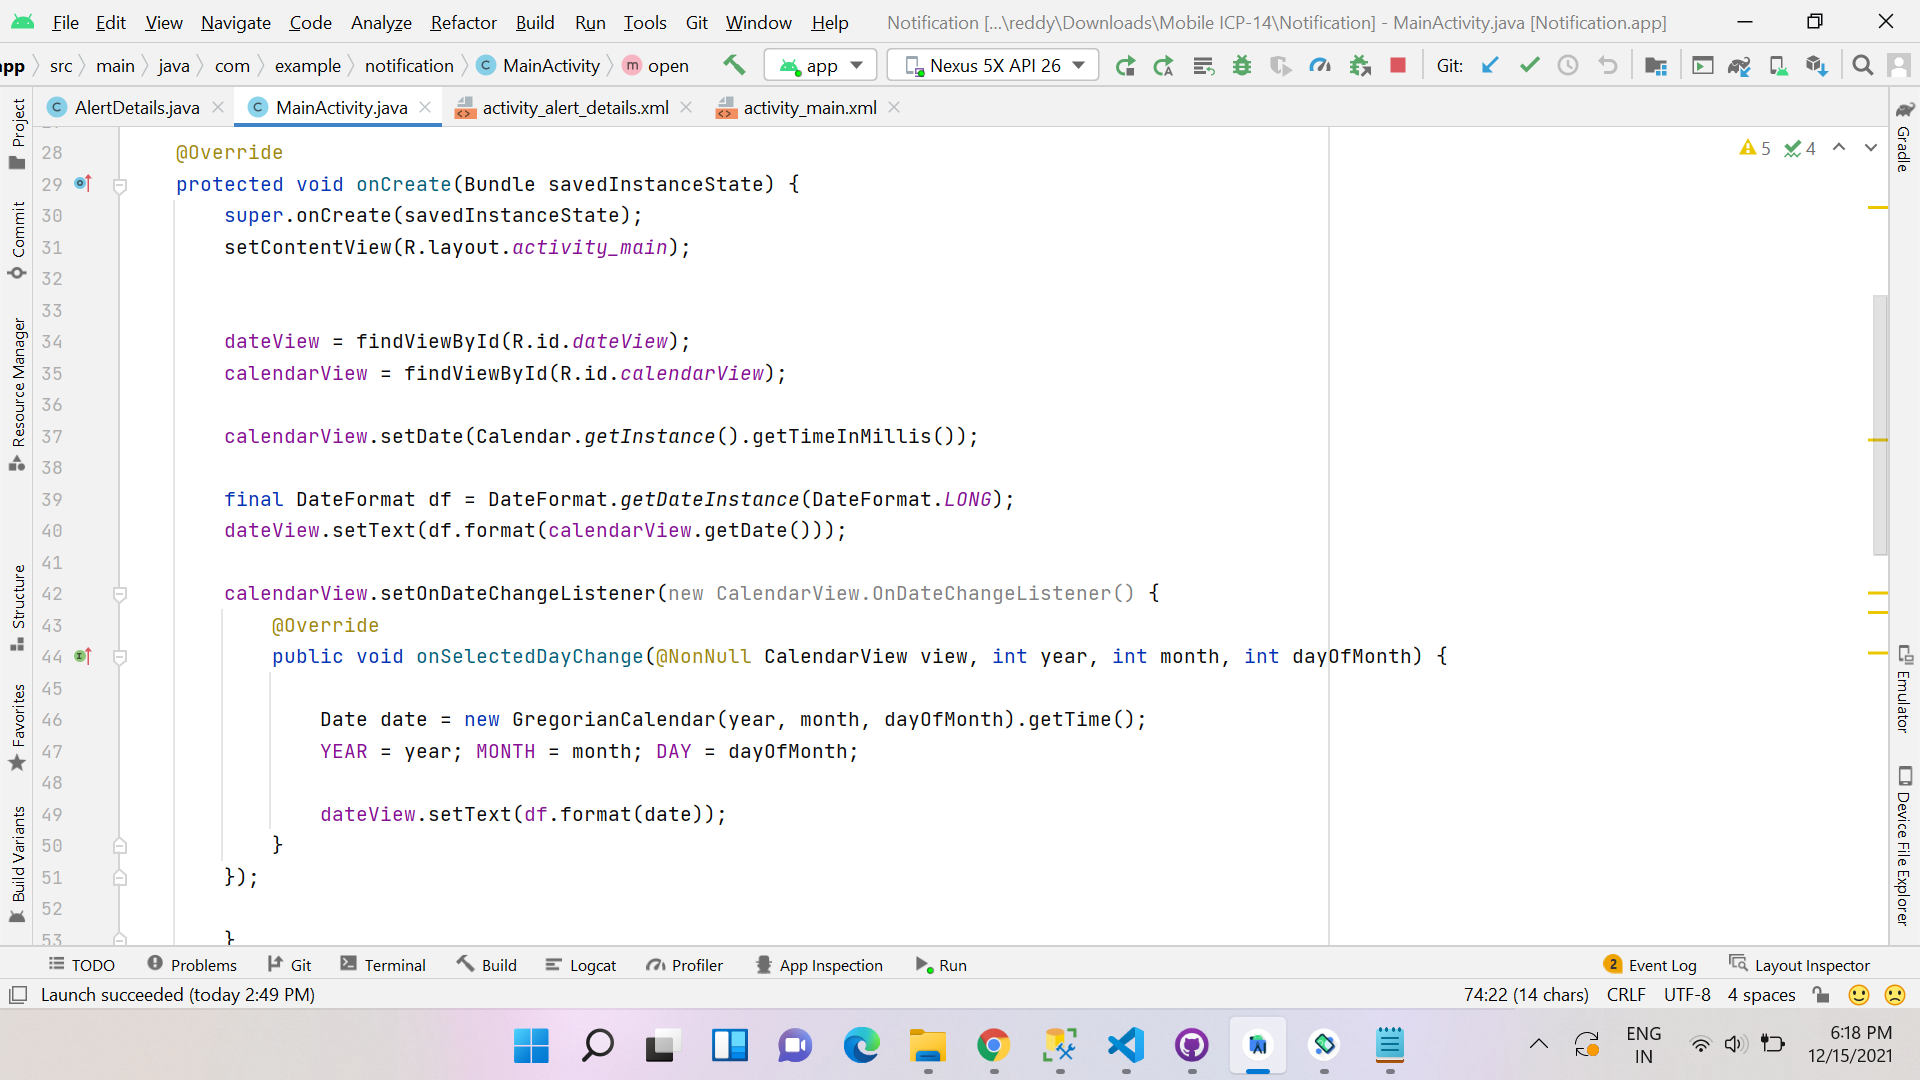 File Edit View Navigate Code Analyze Refactor Build Run Tools Git Window Help Notification [...\reddy\Downloads\Mobile ICP-14\Notification] - MainActivity.java [Notification.app]
app src main java com example notification C MainActivity m open app Nexus 5X API 26 Git:
AlertDetails.java MainActivity.java activity_alert_details.xml activity_main.xml
28 @Override
29 protected void onCreate(Bundle savedInstanceState) {
30 super.onCreate(savedInstanceState);
31 setContentView(R.layout.activity_main);
32
33
34 dateView = findViewById(R.id.dateView);
35 calendarView = findViewById(R.id.calendarView);
36
37 calendarView.setDate(Calendar.getInstance().getTimeInMillis());
38
39 final DateFormat df = DateFormat.getDateInstance(DateFormat.LONG);
40 dateView.setText(df.format(calendarView.getDate()));
41
42 calendarView.setOnDateChangeListener(new CalendarView.OnDateChangeListener() {
43 @Override
44 public void onSelectedDayChange(@NonNull CalendarView view, int year, int month, int dayOfMonth) {
45
46 Date date = new GregorianCalendar(year, month, dayOfMonth).getTime();
47 YEAR = year; MONTH = month; DAY = dayOfMonth;
48
49 dateView.setText(df.format(date));
50 }
51 });
52
53 }
5 4
Project
Commit
Resource Manager
Structure
Favorites
Build Variants
Gradle
Emulator
Device File Explorer
TODO Problems Git Terminal Build Logcat Profiler App Inspection Run 2 Event Log Layout Inspector
Launch succeeded (today 2:49 PM) 74:22 (14 chars) CRLF UTF-8 4 spaces
ENG
IN
6:18 PM
12/15/2021